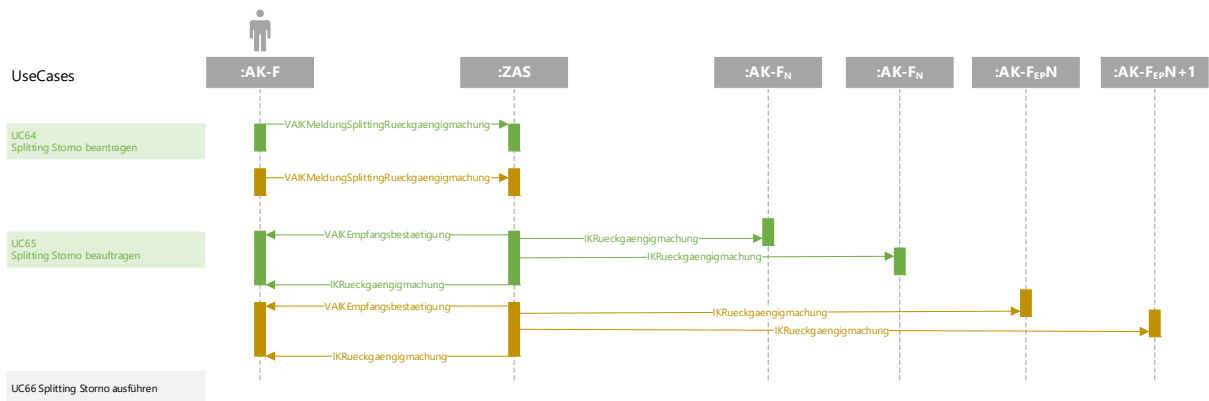 UseCases
:AK-F
:ZAS
:AK-FN
:AK-FN
:AK-FEPN
:AK-FEPN+1
UC64
Splitting Storno beantragen
VAIKMeldungSplittingRueckgaengigmachung
VAIKMeldungSplittingRueckgaengigmachung
UC65
Splitting Storno beauftragen
VAIKEmpfangsbestaetigung
IKRueckgaengigmachung
IKRueckgaengigmachung
IKRueckgaengigmachung
VAIKEmpfangsbestaetigung
IKRueckgaengigmachung
IKRueckgaengigmachung
IKRueckgaengigmachung
UC66 Splitting Storno ausführen